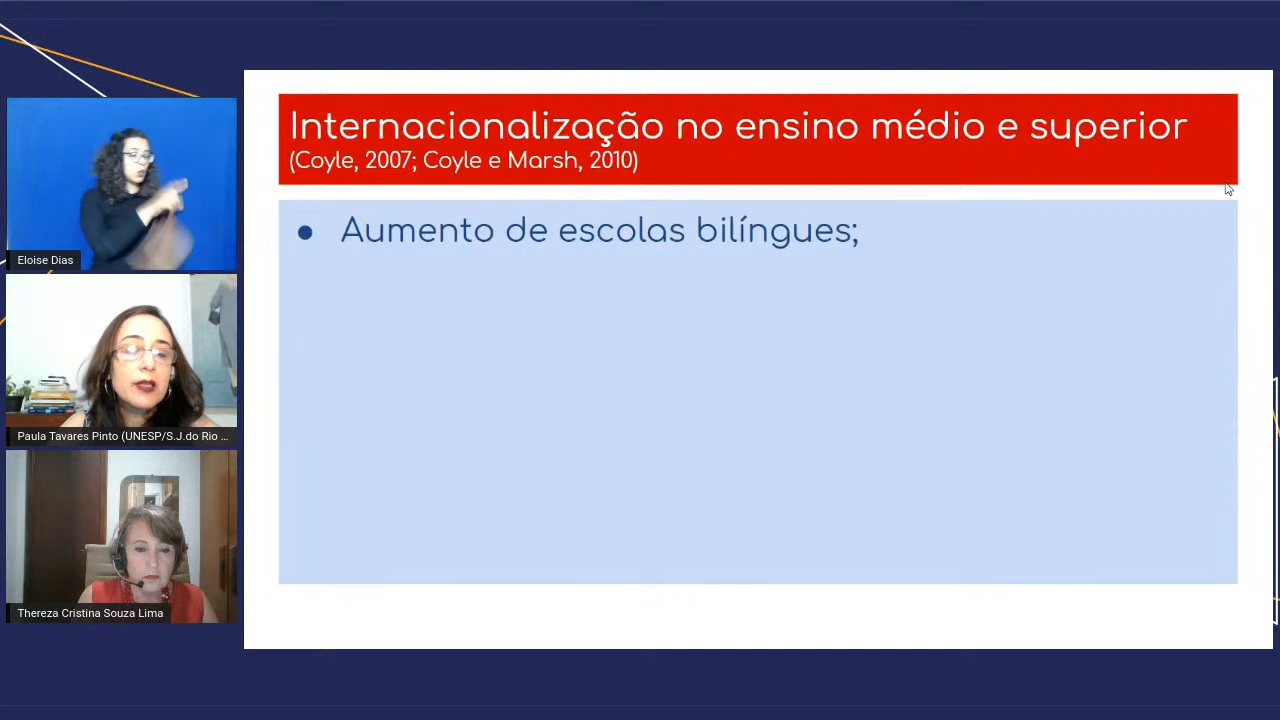 Internacionalização no ensino médio e superior
(Coyle, 2007; Coyle e Marsh, 2010)
● Aumento de escolas bilíngues;
Eloise Dias
Paula Tavares Pinto (UNESP/S.J.do Rio ...
Thereza Cristina Souza Lima